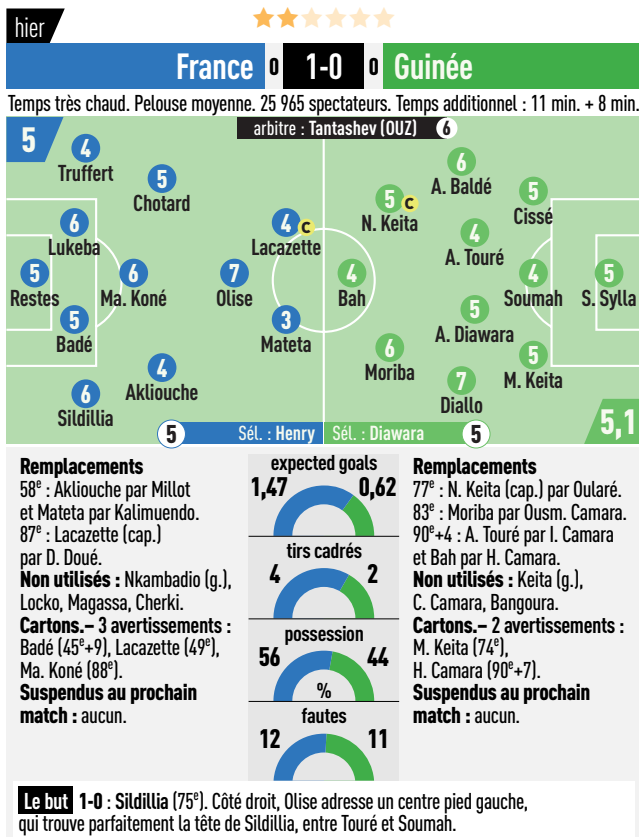 hier
France 0 1-0 0 Guinée
Temps très chaud. Pelouse moyenne. 25 965 spectateurs. Temps additionnel : 11 min. + 8 min.
arbitre : Tantashev (OUZ) 6
5
4
Truffert
5
Chotard
6
Lukeba
4 C
Lacazette
5
Restes
6
Ma. Koné
7
Olise
5
Badé
3
Mateta
4
Akliouche
6
Sildillia
5 Sél. : Henry
6
A. Baldé
5 C
N. Keita
5
Cissé
4
A. Touré
4
Bah
4
Soumah
5
S. Sylla
5
A. Diawara
6
Moriba
5
M. Keita
7
Diallo
Sél. : Diawara 5
5,1
Remplacements
58e : Akliouche par Millot
et Mateta par Kalimuendo.
87e : Lacazette (cap.)
par D. Doué.
Non utilisés : Nkambadio (g.),
Locko, Magassa, Cherki.
Cartons.– 3 avertissements :
Badé (45e+9), Lacazette (49e),
Ma. Koné (88e).
Suspendus au prochain
match : aucun.
expected goals
1,47 0,62
tirs cadrés
4 2
possession
56 44
%
fautes
12 11
Remplacements
77e : N. Keita (cap.) par Oularé.
83e : Moriba par Ousm. Camara.
90e+4 : A. Touré par I. Camara
et Bah par H. Camara.
Non utilisés : Keita (g.),
C. Camara, Bangoura.
Cartons.– 2 avertissements :
M. Keita (74e),
H. Camara (90e+7).
Suspendus au prochain
match : aucun.
Le but 1-0 : Sildillia (75e). Côté droit, Olise adresse un centre pied gauche,
qui trouve parfaitement la tête de Sildillia, entre Touré et Soumah.